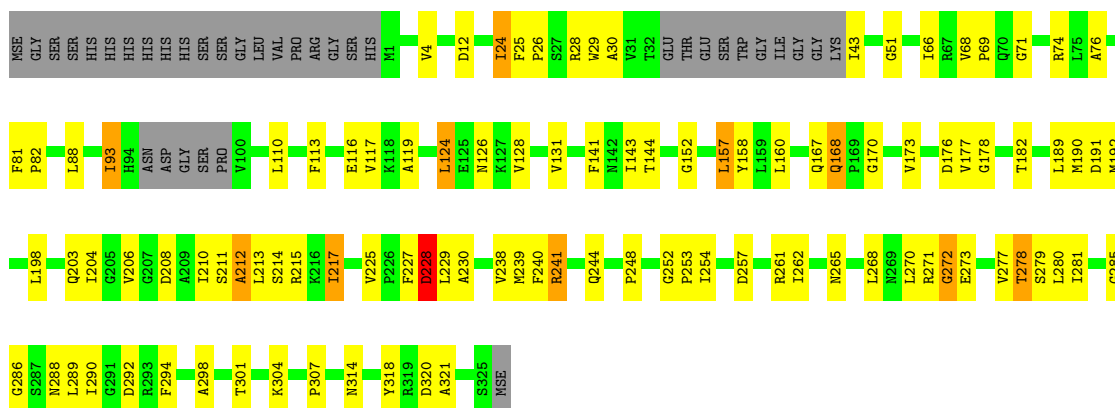 MSE GLY SER SER HIS HIS HIS HIS HIS HIS SER SER GLY LEU VAL PRO ARG GLY SER HIS M1 V4 D12 I24 F25 P26 S27 R28 W29 A30 V31 T32 GLU THR GLU SER TRP GLY ILE GLY GLY LYS I43 G51 I66 R67 V68 P69 Q70 G71 R74 L75 A76
F81 P82 L88 I93 H94 ASN ASP GLY SER PRO V100 L110 F113 E116 V117 K118 A119 L124 E125 N126 K127 V128 V131 F141 N142 I143 T144 G152 L157 Y158 L159 L160 Q167 Q168 P169 G170 V173 D176 V177 G178 T182 L189 M190 D191
L198 Q203 I204 G205 V206 G207 D208 A209 I210 S211 A212 L213 S214 R215 K216 I217 V225 P226 F227 D228 L229 A230 V238 M239 F240 R241 Q244 P248 G252 P253 I254 D257 R261 I262 N265 L268 N269 L270 R271 G272 E273 V277 T278 S279 L280 I281
G286 S287 N288 L289 I290 G291 D292 R293 F294 A298 T301 K304 P307 N314 Y318 R319 D320 A321 S325 MSE